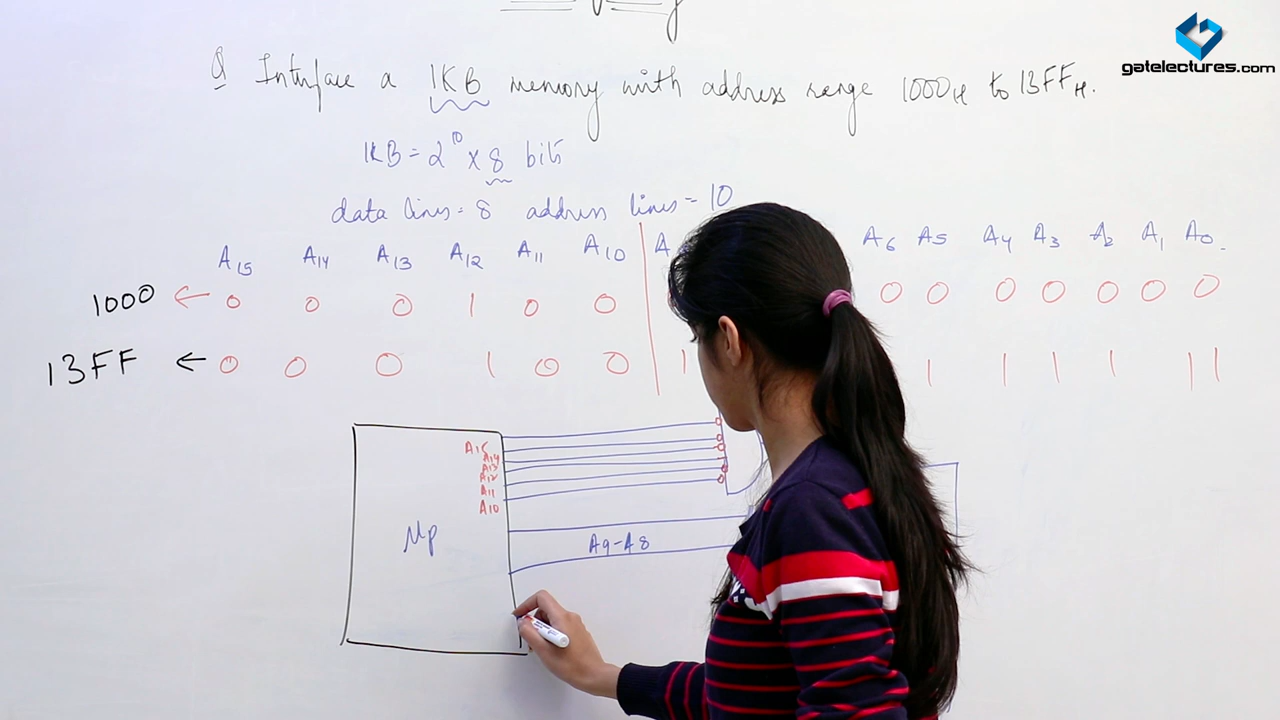 gatelectures.com
Q Interface a 1KB memory with address range 1000H to 13FFH.
1KB = 2^10 x 8 bits
data lines = 8 address lines = 10
A15 A14 A13 A12 A11 A10 A6 A5 A4 A3 A2 A1 A0
1000 ← 0 0 0 1 0 0 0 0 0 0 0 0 0
13FF ← 0 0 0 1 0 0 1 1 1 1 1 1 1
A15
A14
A13
A12
A11
A10
μp
A9-A8